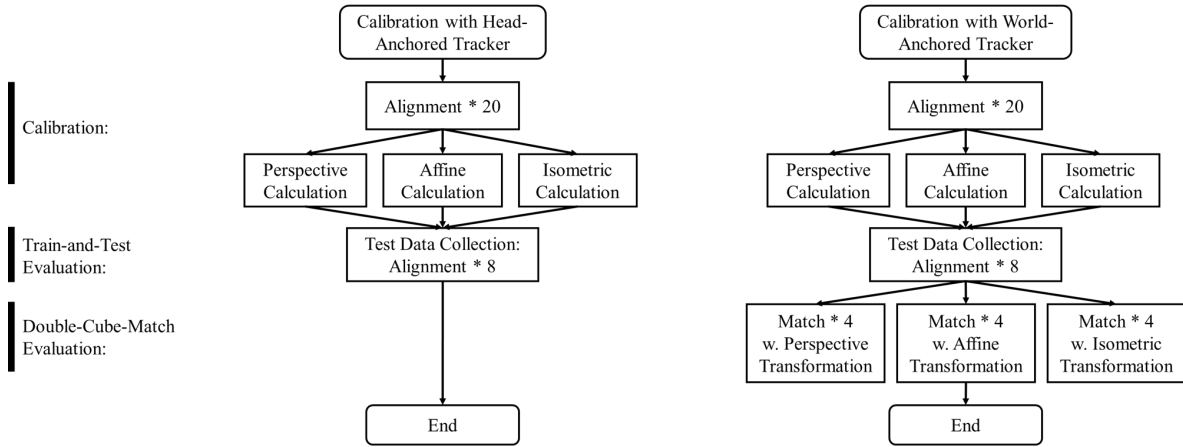 Calibration with Head-
Anchored Tracker
Calibration with World-
Anchored Tracker
Calibration:
Alignment * 20
Alignment * 20
Perspective
Calculation
Affine
Calculation
Isometric
Calculation
Perspective
Calculation
Affine
Calculation
Isometric
Calculation
Train-and-Test
Evaluation:
Test Data Collection:
Alignment * 8
Test Data Collection:
Alignment * 8
Double-Cube-Match
Evaluation:
Match * 4
w. Perspective
Transformation
Match * 4
w. Affine
Transformation
Match * 4
w. Isometric
Transformation
End
End